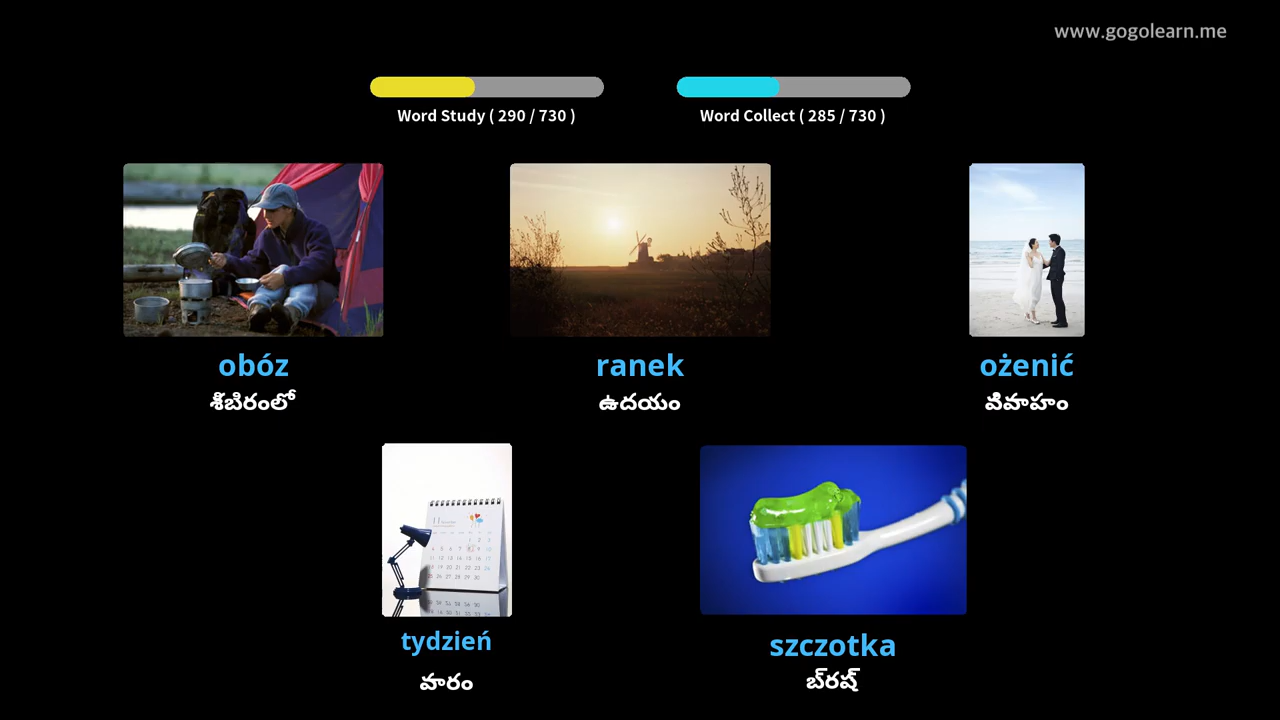 www.gogolearn.me
Word Study ( 290 / 730 )
Word Collect ( 285 / 730 )
obóz
ranek
ożenić
శిబిరంలో
ఉదయం
వివాహం
tydzień
szczotka
వారం
బ్రష్